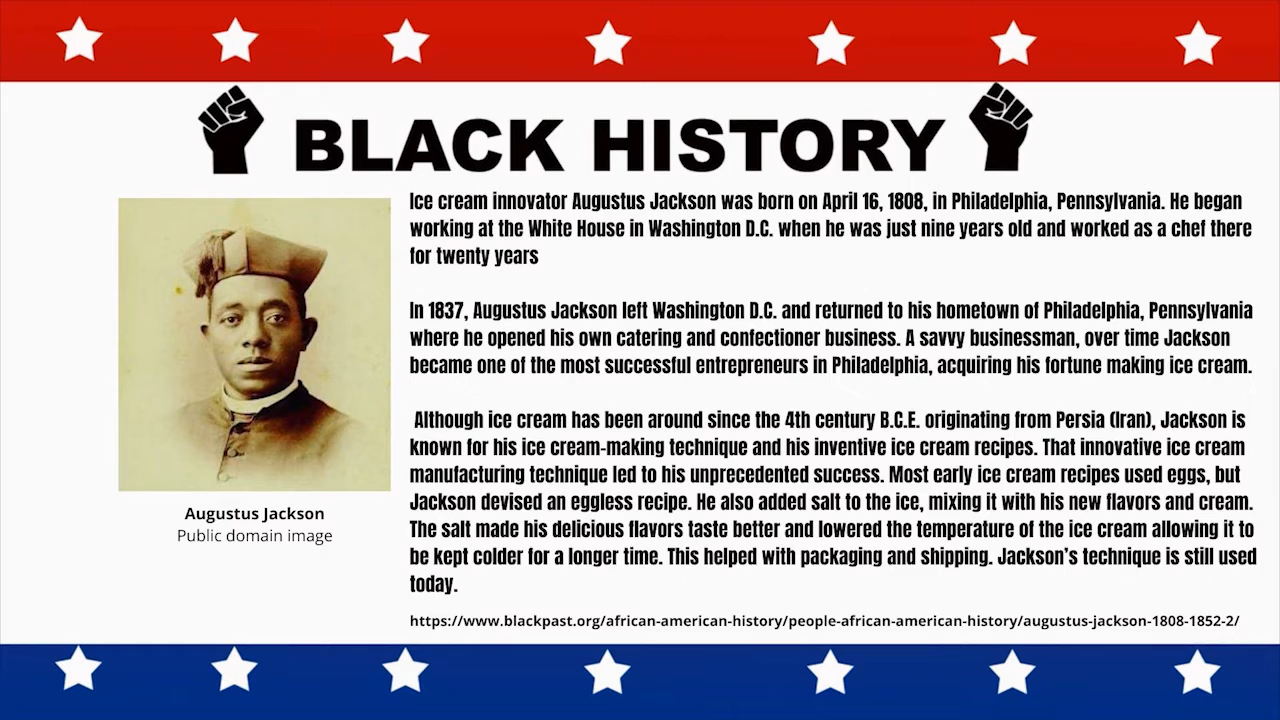 BLACK HISTORY
Ice cream innovator Augustus Jackson was born on April 16, 1808, in Philadelphia, Pennsylvania. He began
working at the White House in Washington D.C. when he was just nine years old and worked as a chef there
for twenty years
In 1837, Augustus Jackson left Washington D.C. and returned to his hometown of Philadelphia, Pennsylvania
where he opened his own catering and confectioner business. A savvy businessman, over time Jackson
became one of the most successful entrepreneurs in Philadelphia, acquiring his fortune making ice cream.
Although ice cream has been around since the 4th century B.C.E. originating from Persia (Iran), Jackson is
known for his ice cream-making technique and his inventive ice cream recipes. That innovative ice cream
manufacturing technique led to his unprecedented success. Most early ice cream recipes used eggs, but
Jackson devised an eggless recipe. He also added salt to the ice, mixing it with his new flavors and cream.
The salt made his delicious flavors taste better and lowered the temperature of the ice cream allowing it to
be kept colder for a longer time. This helped with packaging and shipping. Jackson's technique is still used
today.
https://www.blackpast.org/african-american-history/people-african-american-history/augustus-jackson-1808-1852-2/
Augustus Jackson
Public domain image